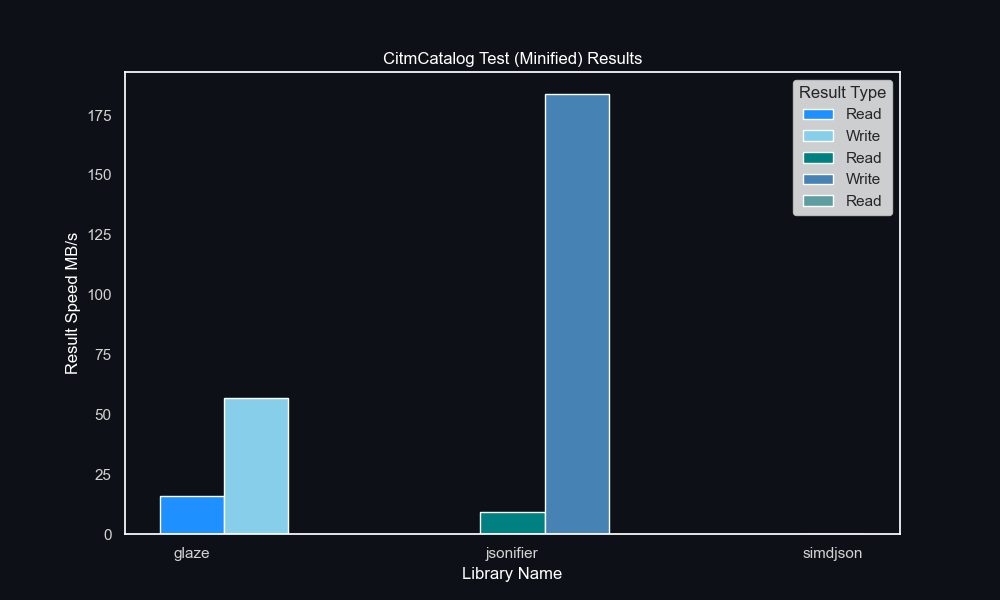 CitmCatalog Test (Minified) Results
Result Type
Read
Write
Read
Write
Read
175
150
125
100
75
50
25
0
Result Speed MB/s
glaze jsonifier simdjson
Library Name